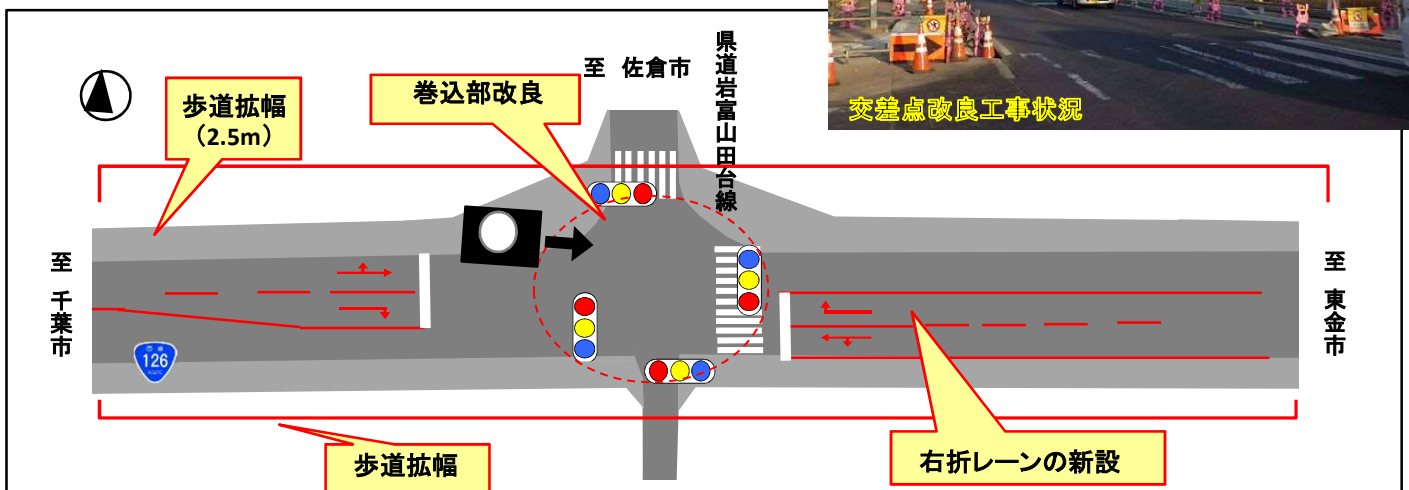 交差点改良工事状況
至 佐倉市
県道岩富山田台線
歩道拡幅
（2.5m）
巻込部改良
至 千葉市
至 東金市
126
歩道拡幅
右折レーンの新設